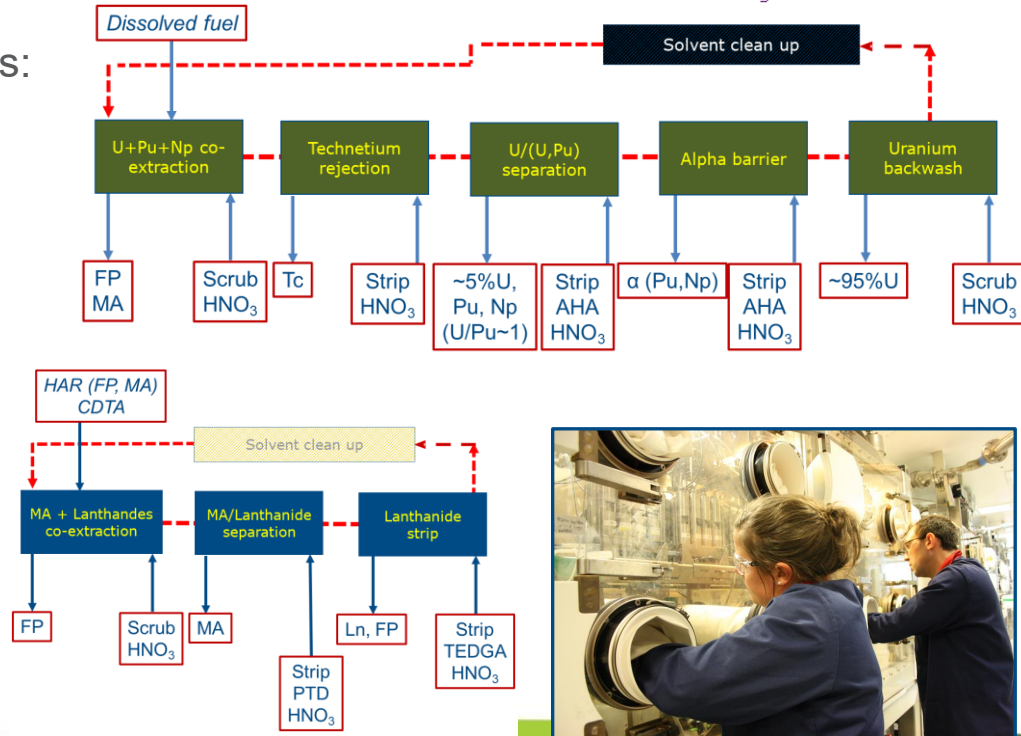 s:
Dissolved fuel
Solvent clean up
U+Pu+Np co-
extraction
Technetium
rejection
U/(U,Pu)
separation
Alpha barrier
Uranium
backwash
FP
MA
Scrub
HNO₃
Tc
Strip
HNO₃
~5%U,
Pu, Np
(U/Pu~1)
Strip
AHA
HNO₃
α (Pu,Np)
Strip
AHA
HNO₃
~95%U
Scrub
HNO₃
HAR (FP, MA)
CDTA
Solvent clean up
MA + Lanthandes
co-extraction
MA/Lanthanide
separation
Lanthanide
strip
FP
Scrub
HNO₃
MA
Strip
PTD
HNO₃
Ln, FP
Strip
TEDGA
HNO₃